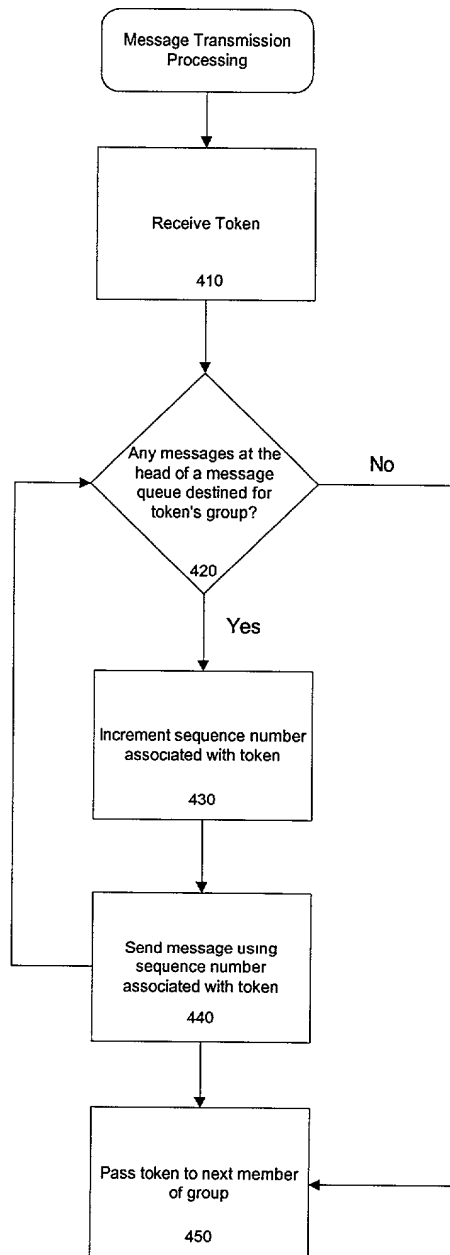 Message Transmission
Processing
Receive Token
410
Any messages at the
head of a message
queue destined for
token's group?
420
No
Yes
Increment sequence number
associated with token
430
Send message using
sequence number
associated with token
440
Pass token to next member
of group
450